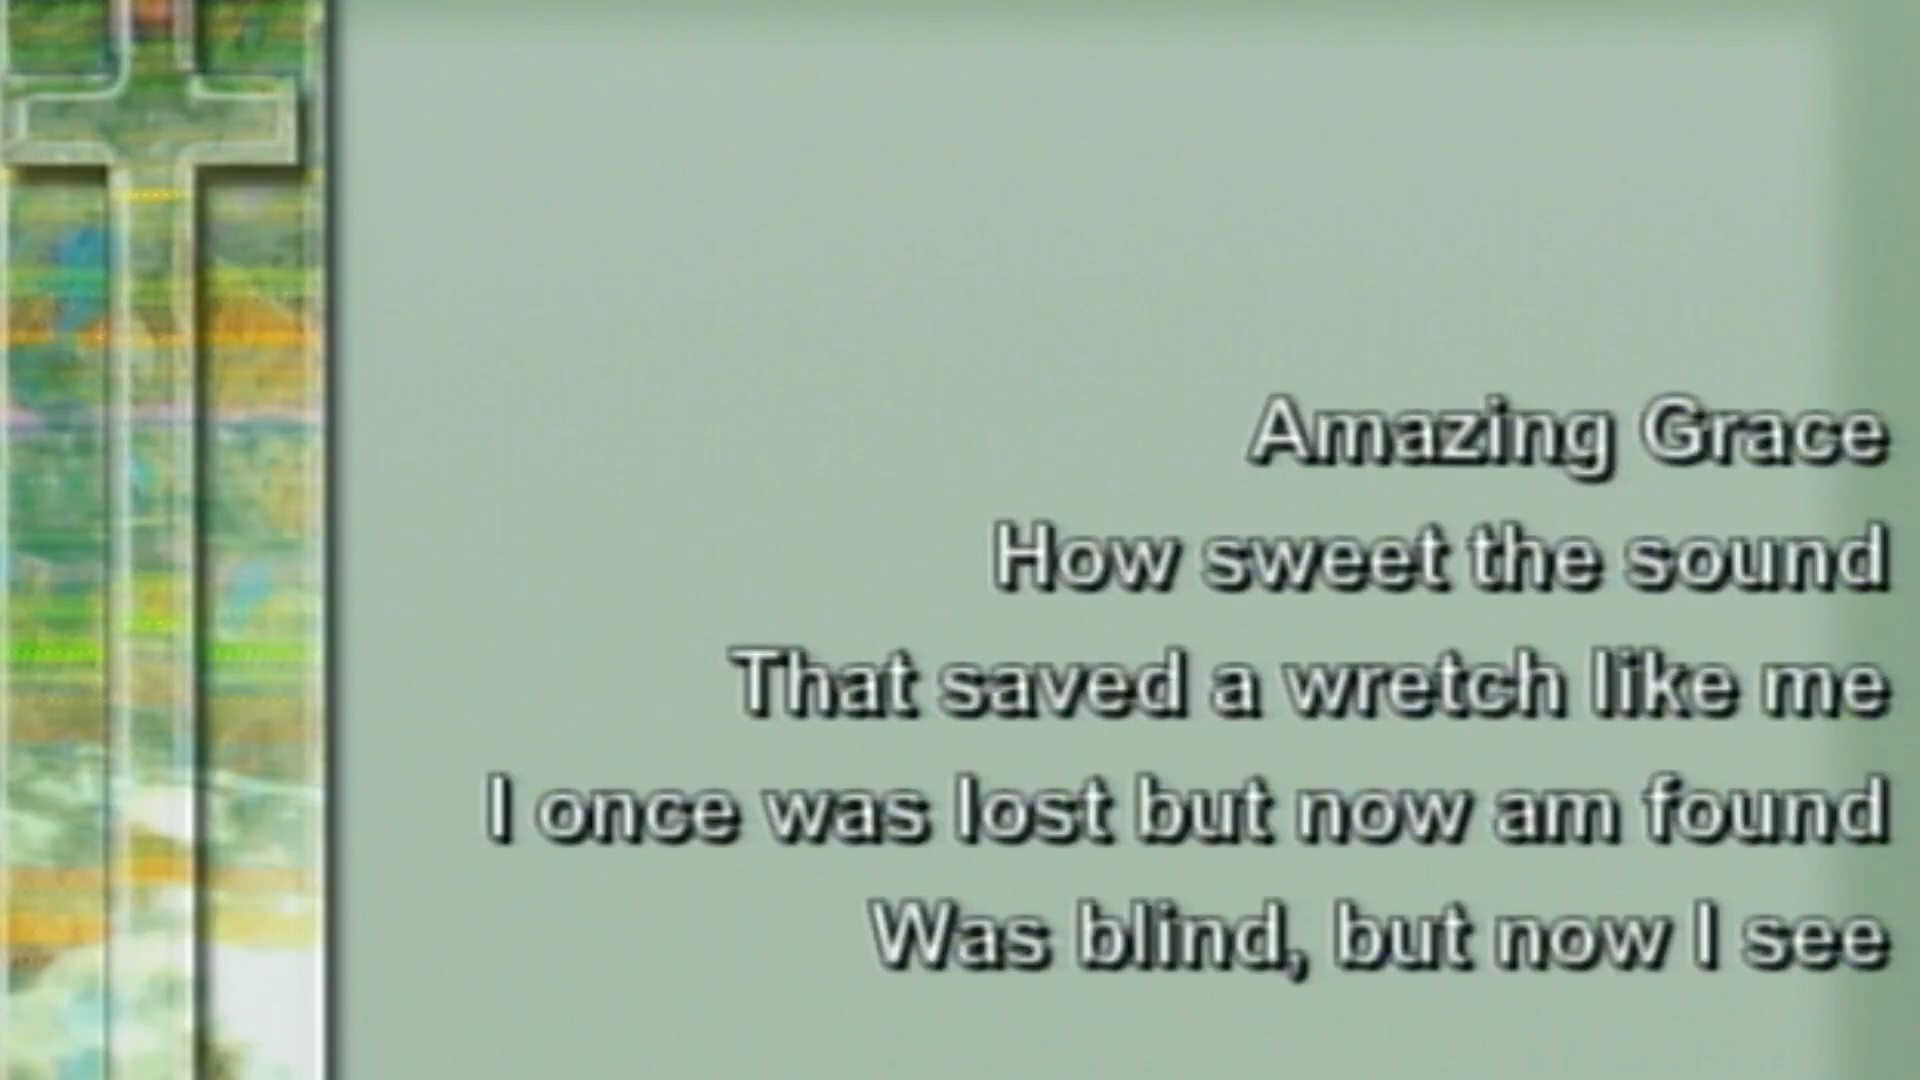 Amazing Grace
How sweet the sound
That saved a wretch like me
I once was lost but now am found
Was blind, but now I see